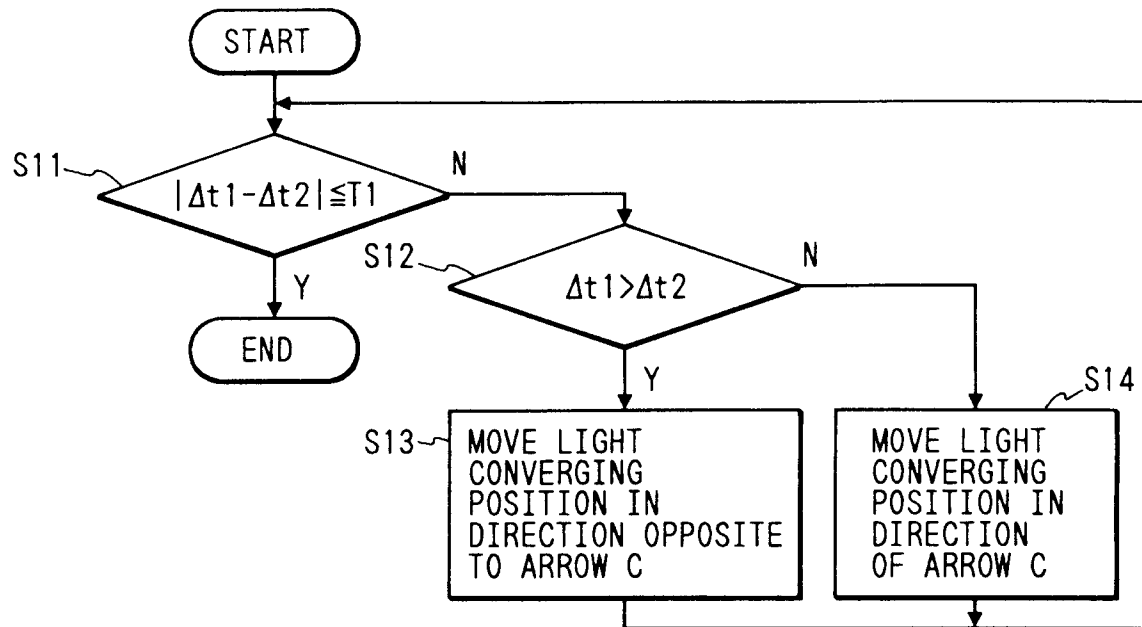 START
S11
|Δt1-Δt2|≦T1
N
Y
END
S12
Δt1>Δt2
N
Y
S13
MOVE LIGHT
CONVERGING
POSITION IN
DIRECTION OPPOSITE
TO ARROW C
S14
MOVE LIGHT
CONVERGING
POSITION IN
DIRECTION
OF ARROW C